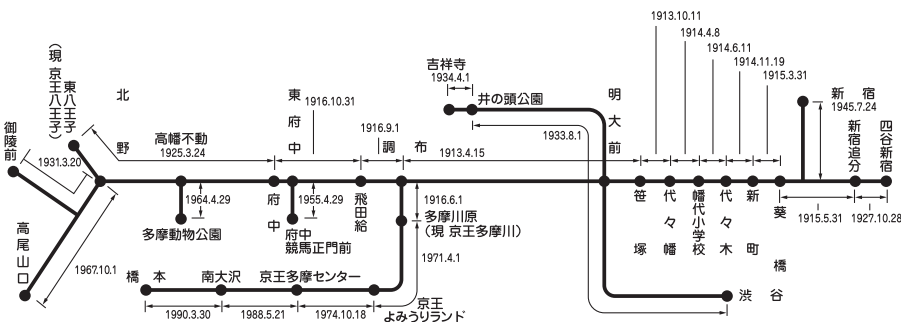 1913.10.11
1914.4.8
1914.6.11
1914.11.19
1915.3.31
吉祥寺
1934.4.1
井の頭公園
1933.8.1
明大前
新宿
1945.7.24
新宿追分
四谷新宿
東八王子
(現 京王八王子)
北野
御陵前
1931.3.20
高幡不動
1925.3.24
東府中
1916.10.31
1916.9.1
調布
1913.4.15
1964.4.29
多摩動物公園
府中
1955.4.29
府中
競馬正門前
飛田給
1916.6.1
多摩川原
(現 京王多摩川)
1971.4.1
笹塚
代々幡
幡代小学校
代々木
新町
葵橋
1915.5.31
1927.10.28
高尾山口
1967.10.1
橋本
南大沢
京王多摩センター
京王
よみうりランド
渋谷
1990.3.30
1988.5.21
1974.10.18